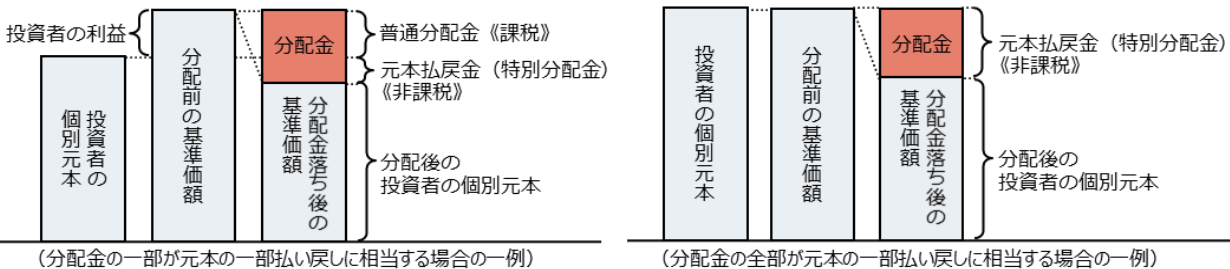 投資者の利益
投資者の
個別元本
分配前の基準価額
分配金
分配金落ち後の
基準価額
普通分配金《課税》
元本払戻金（特別分配金）
《非課税》
分配後の
投資者の個別元本
（分配金の一部が元本の一部払い戻しに相当する場合の一例）
投資者の個別元本
分配前の基準価額
分配金
分配金落ち後の
基準価額
元本払戻金（特別分配金）
《非課税》
分配後の
投資者の個別元本
（分配金の全部が元本の一部払い戻しに相当する場合の一例）